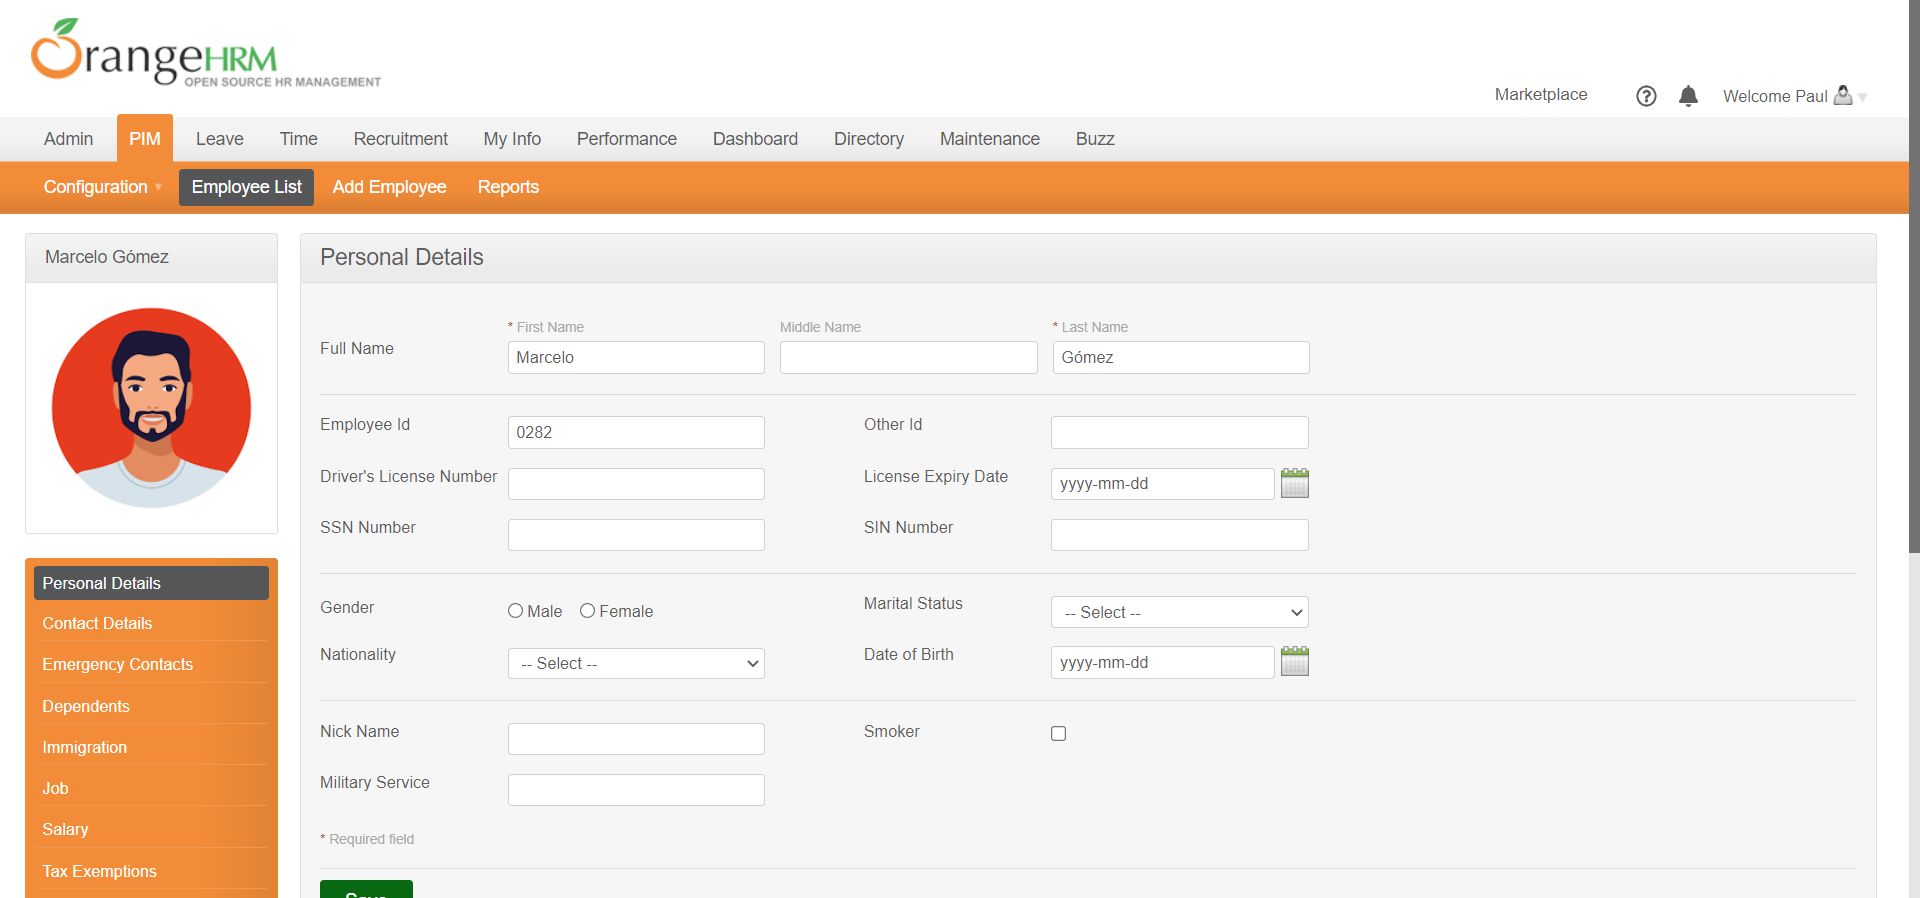 OrangeHRM
OPEN SOURCE HR MANAGEMENT
Marketplace
Welcome Paul
Admin PIM Leave Time Recruitment My Info Performance Dashboard Directory Maintenance Buzz
Configuration Employee List Add Employee Reports
Marcelo Gómez
Personal Details
Contact Details
Emergency Contacts
Dependents
Immigration
Job
Salary
Tax Exemptions
Personal Details
* First Name Middle Name * Last Name
Full Name Marcelo Gómez
Employee Id 0282 Other Id
Driver's License Number License Expiry Date yyyy-mm-dd
SSN Number SIN Number
Gender Male Female Marital Status -- Select --
Nationality -- Select -- Date of Birth yyyy-mm-dd
Nick Name Smoker
Military Service
* Required field
Save